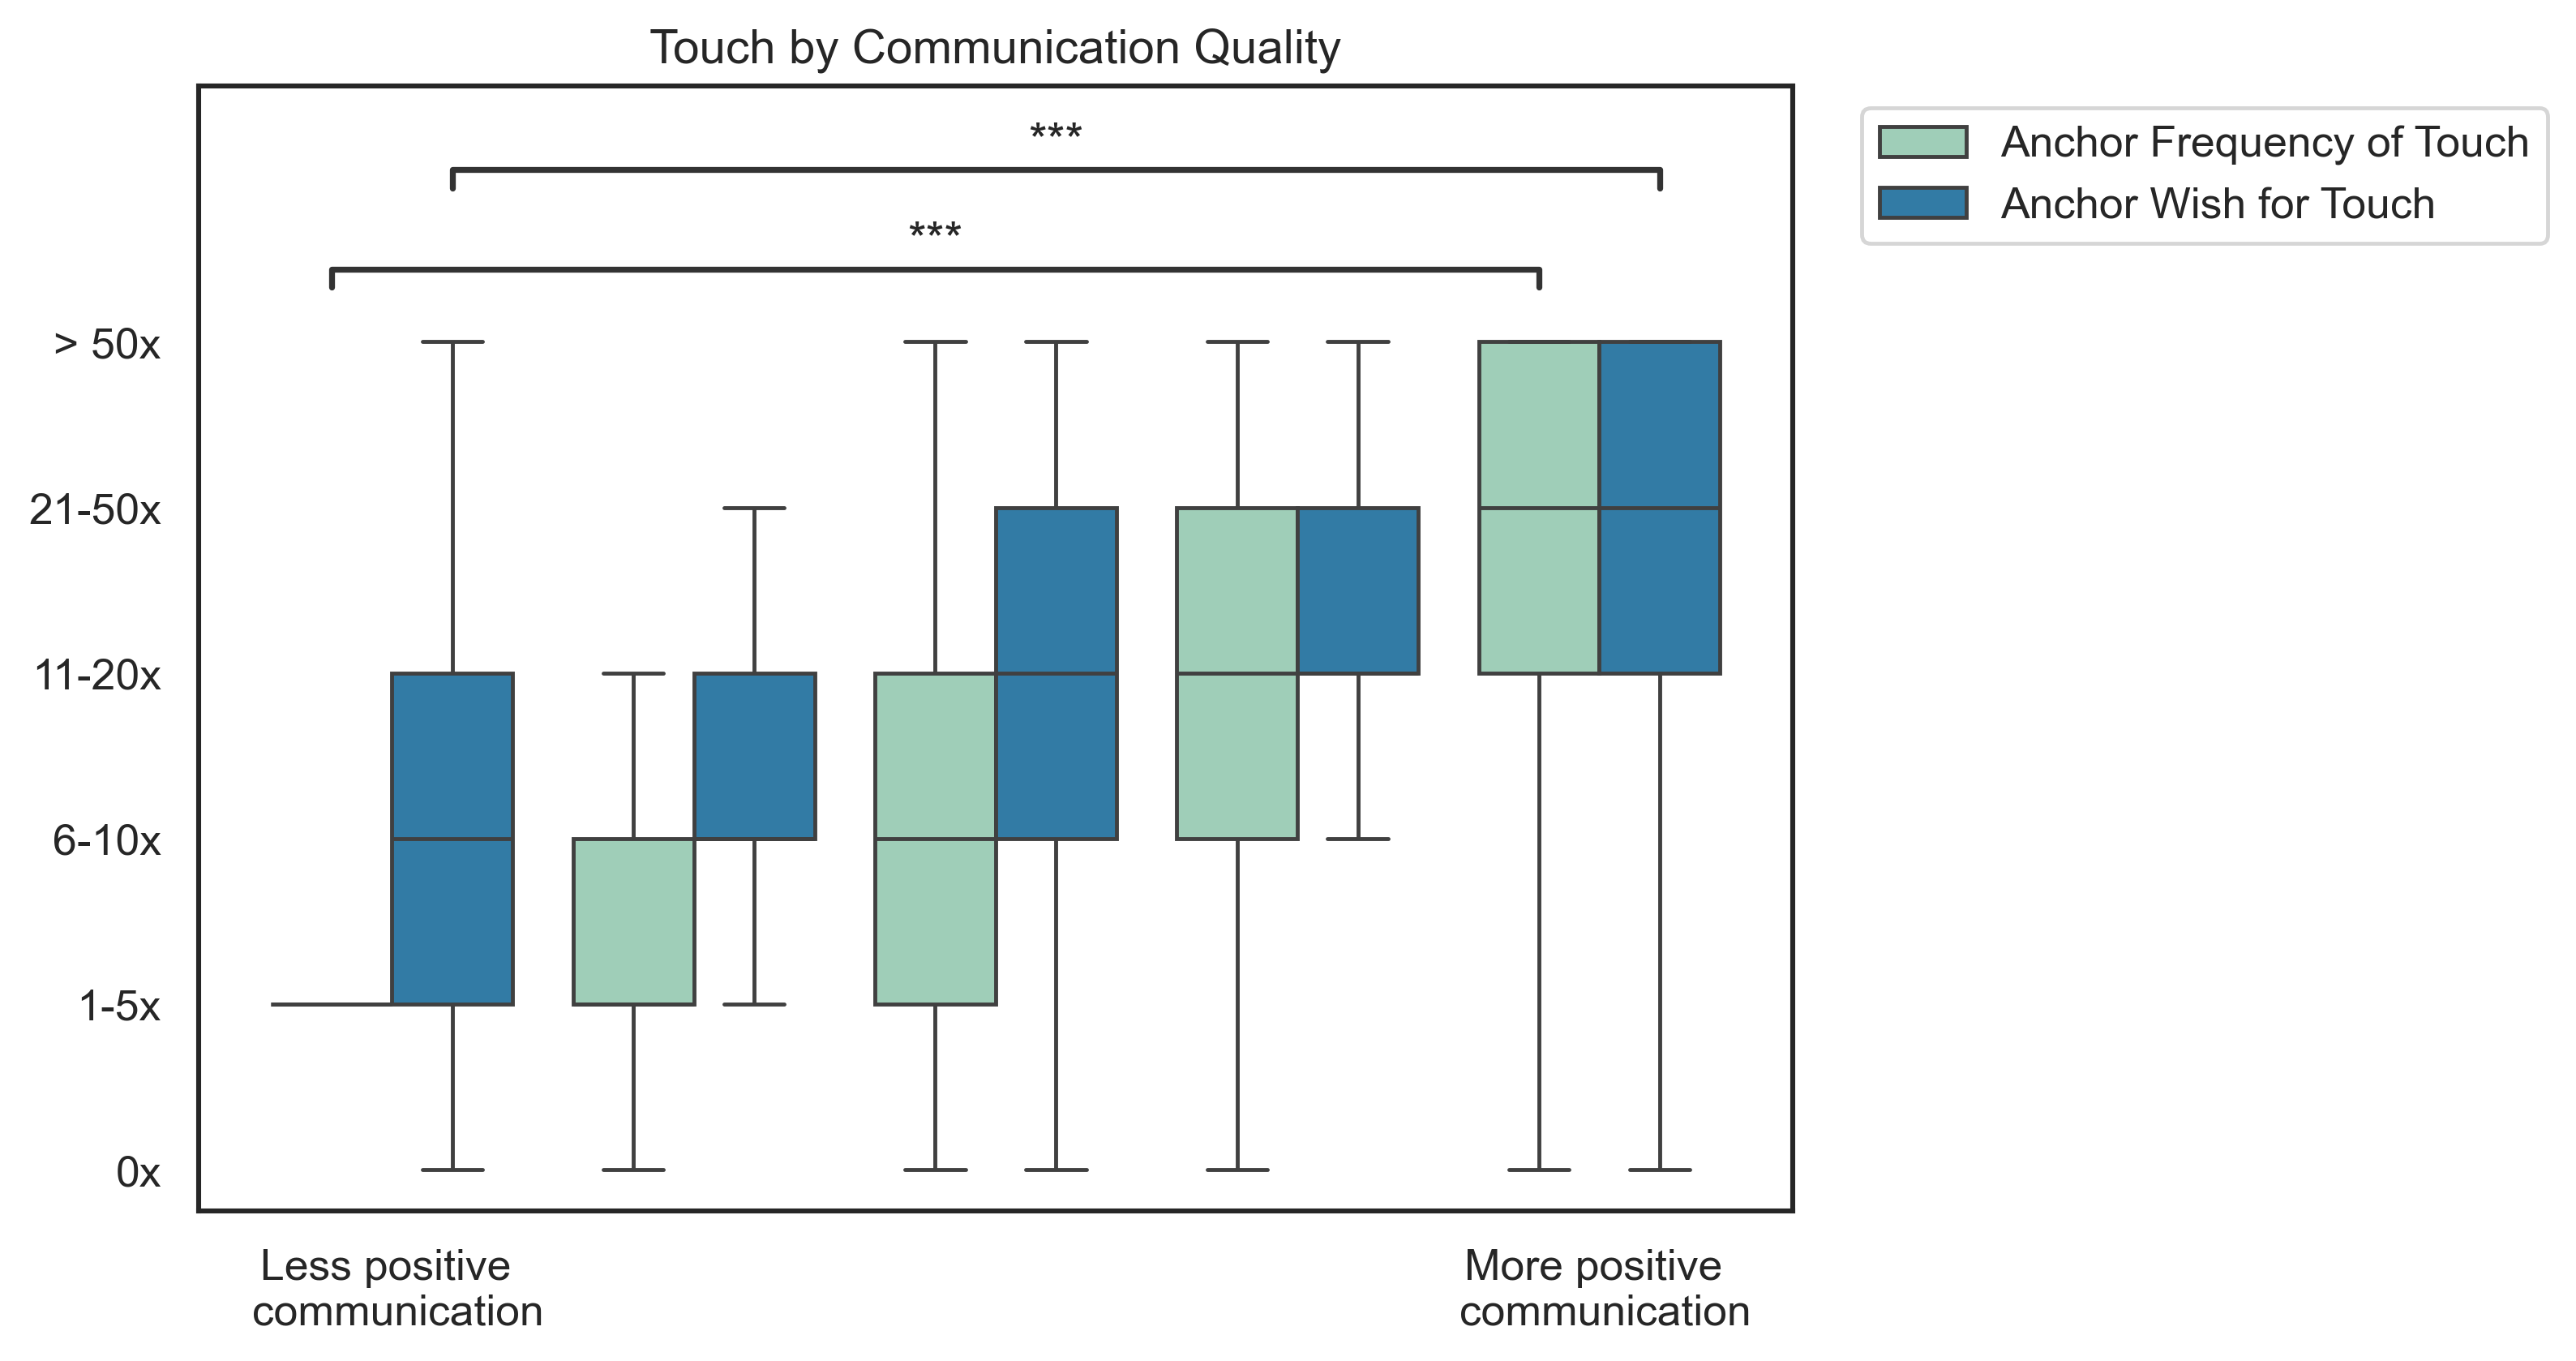 Touch by Communication Quality
***
***
Anchor Frequency of Touch
Anchor Wish for Touch
> 50x
21-50x
11-20x
6-10x
1-5x
0x
Less positive
communication
More positive
communication